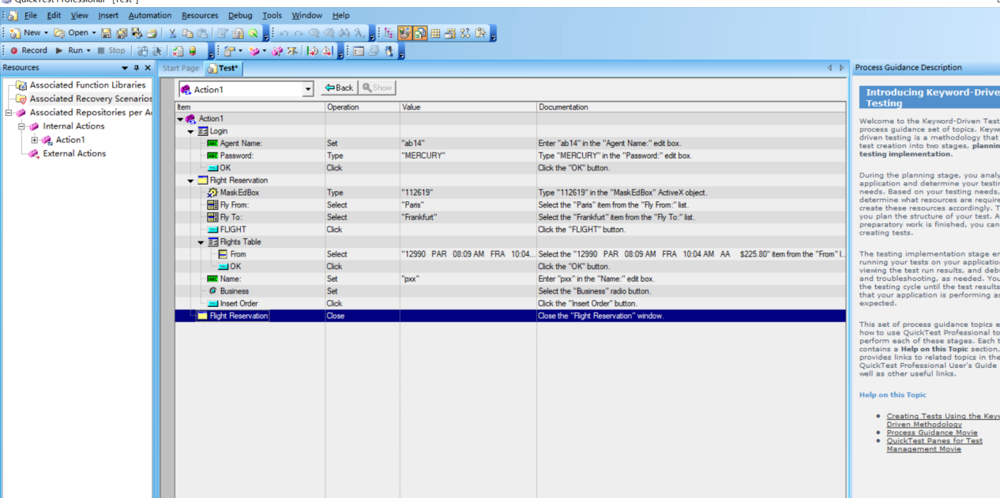 QuickTest Professional - [Test*]
File Edit View Insert Automation Resources Debug Tools Window Help
New Open
Record Run Stop
Resources
Associated Function Libraries
Associated Recovery Scenarios
Associated Repositories per A
Internal Actions
Action1
External Actions
Start Page Test*
Action1 Back Show
Item Operation Value Documentation
Action1
Login
Agent Name: Set "ab14" Enter "ab14" in the "Agent Name:" edit box.
Password: Type "MERCURY" Type "MERCURY" in the "Password:" edit box.
OK Click Click the "OK" button.
Flight Reservation
MaskEdBox Type "112619" Type "112619" in the "MaskEdBox" ActiveX object.
Fly From: Select "Paris" Select the "Paris" item from the "Fly From:" list.
Fly To: Select "Frankfurt" Select the "Frankfurt" item from the "Fly To:" list.
FLIGHT Click Click the "FLIGHT" button.
Flights Table
From Select "12990 PAR 08:09 AM FRA 10:04... Select the "12990 PAR 08:09 AM FRA 10:04 AM AA $225.80" item from the "From" l...
OK Click Click the "OK" button.
Name: Set "pxx" Enter "pxx" in the "Name:" edit box.
Business Set Select the "Business" radio button.
Insert Order Click Click the "Insert Order" button.
Flight Reservation Close Close the "Flight Reservation" window.
Process Guidance Description
Introducing Keyword-Drive
Testing
Welcome to the Keyword-Driven Test
process guidance set of topics. Keyw
driven testing is a methodology that
test creation into two stages, plannin
testing implementation.
During the planning stage, you analy
application and determine your testin
needs. Based on your testing needs,
determine what resources are require
create these resources accordingly. T
you plan the structure of your test. A
preparatory work is finished, you can
creating tests.
The testing implementation stage en
running your tests on your applicatio
viewing the test run results, and deb
and troubleshooting, as needed. You
the testing cycle until the test results
that your application is performing as
expected.
This set of process guidance topics e
how to use QuickTest Professional to
perform each of these stages. Each t
contains a Help on this Topic section,
provides links to related topics in the
QuickTest Professional User's Guide
well as other useful links.
Help on this Topic
Creating Tests Using the Keyw
Driven Methodology
Process Guidance Movie
QuickTest Panes for Test
Management Movie